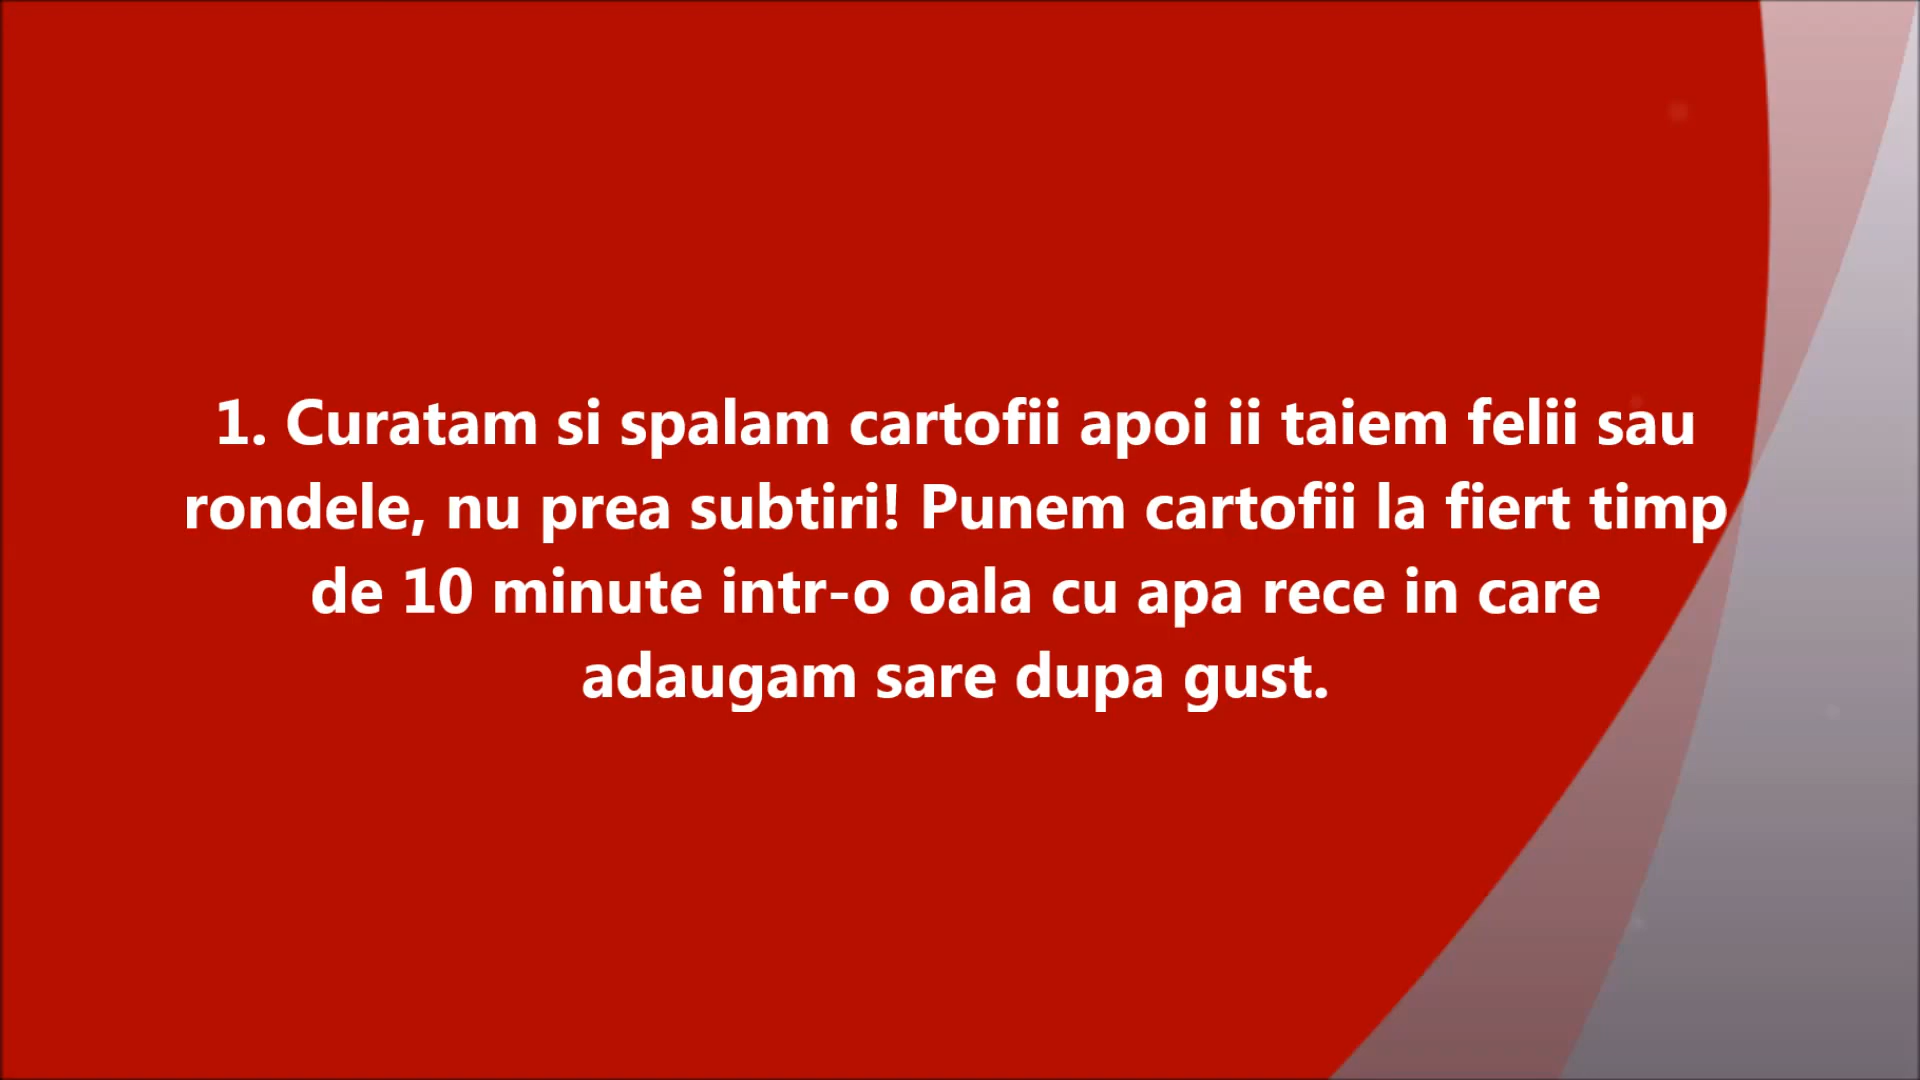 1. Curatam si spalam cartofii apoi ii taiem felii sau
rondele, nu prea subtiri! Punem cartofii la fiert timp
de 10 minute intr-o oala cu apa rece in care
adaugam sare dupa gust.